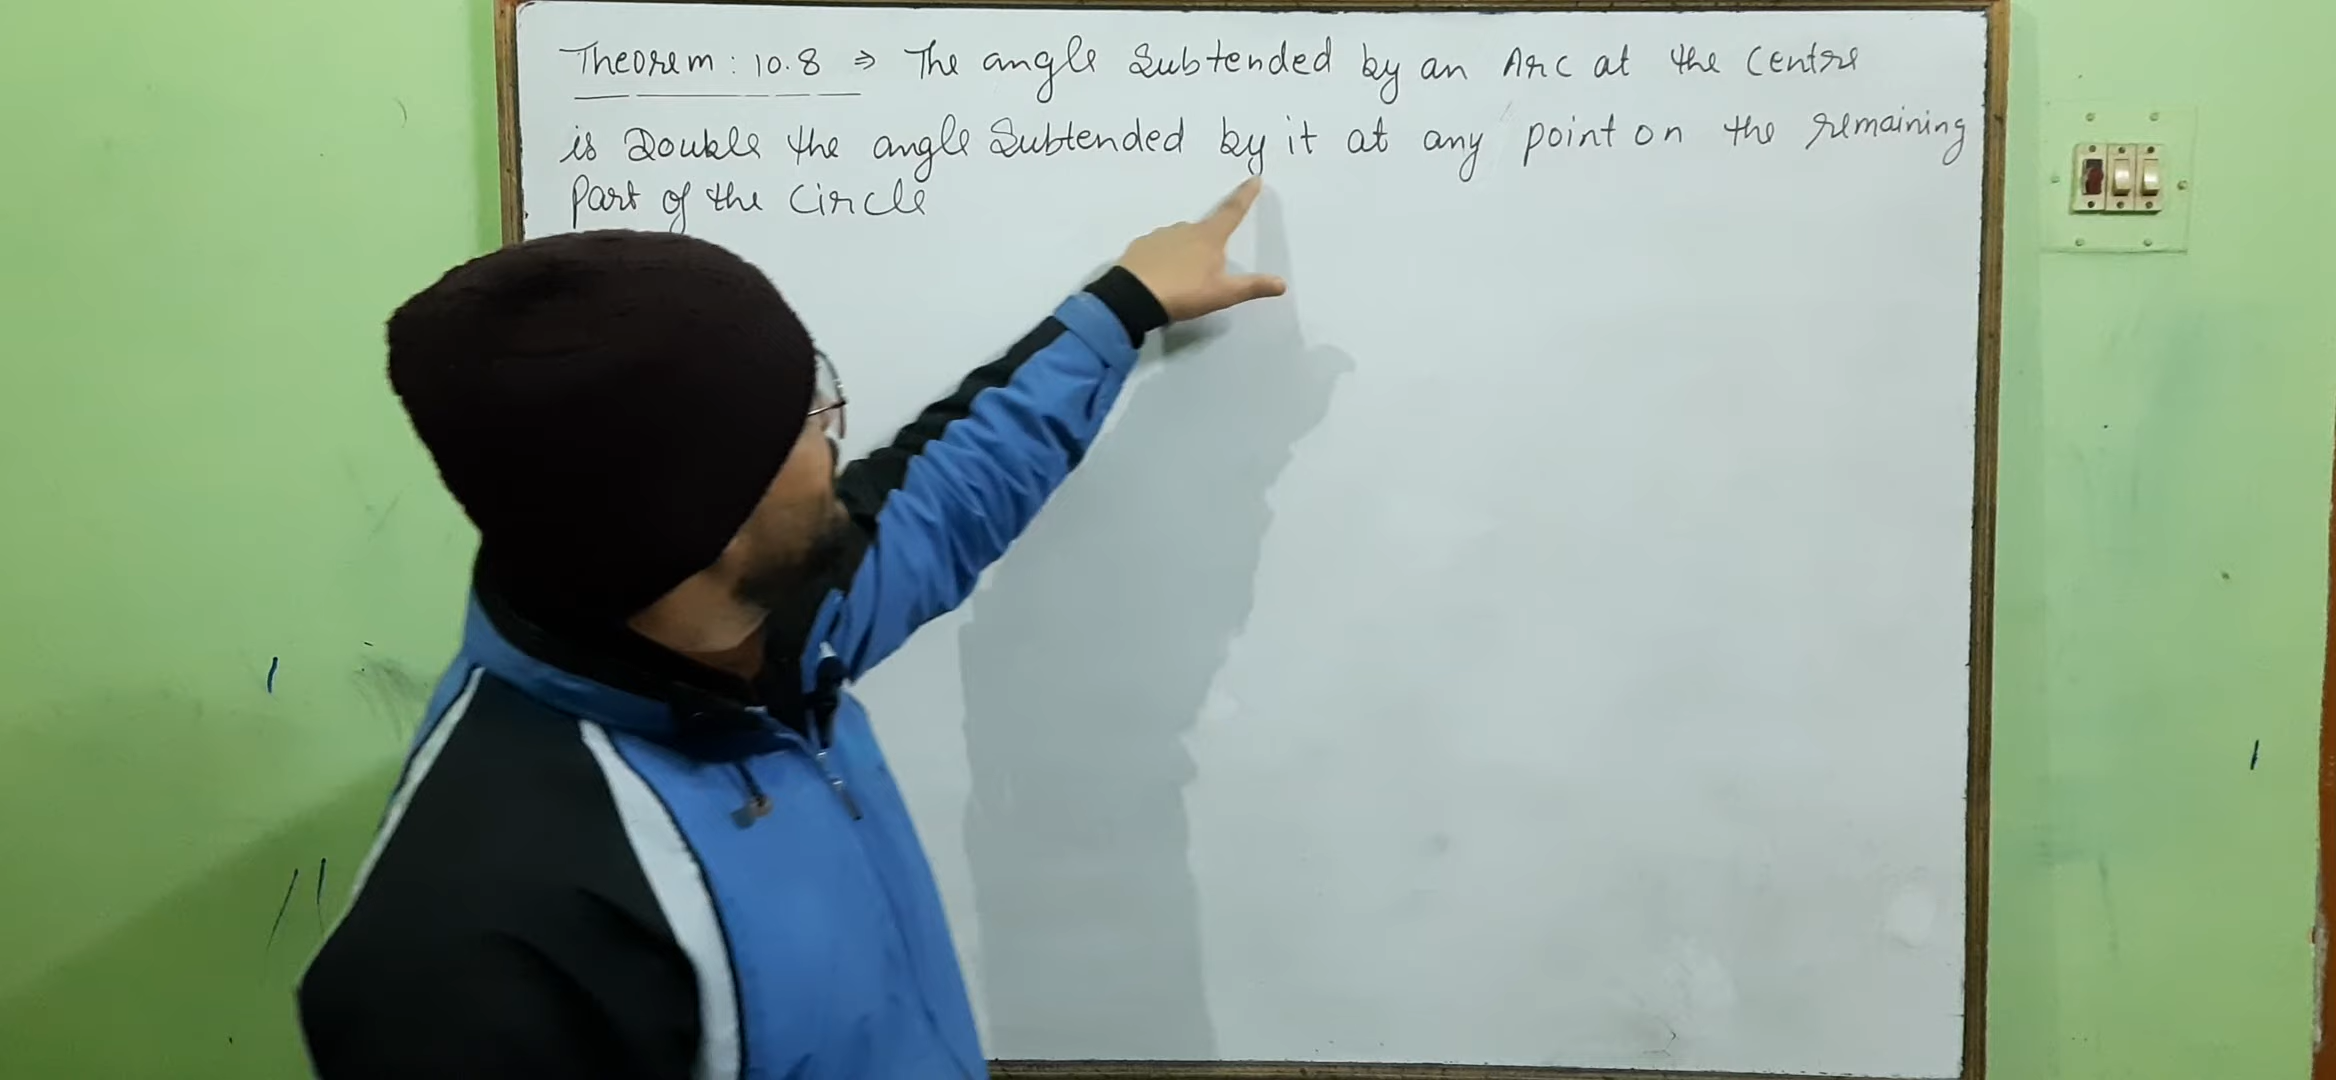 Theorem : 10.8 ⇒ The angle Subtended by an Arc at the Centre
is Double the angle Subtended by it at any point on the remaining
Part of the Circle